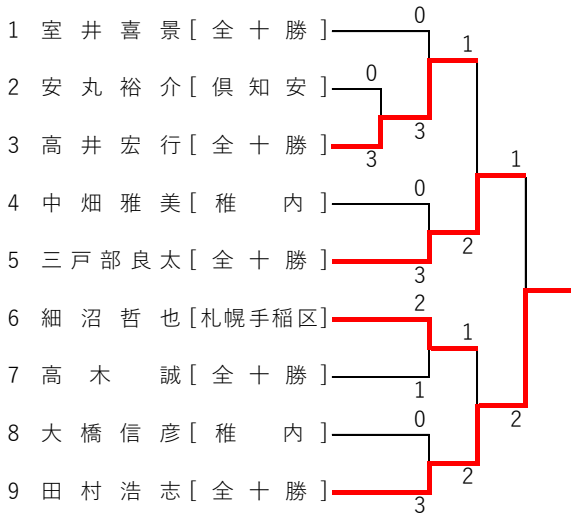 1 室井喜景[全十勝]
2 安丸裕介[倶知安]
3 高井宏行[全十勝]
4 中畑雅美[稚内]
5 三戸部良太[全十勝]
6 細沼哲也[札幌手稲区]
7 高木誠[全十勝]
8 大橋信彦[稚内]
9 田村浩志[全十勝]
0
0
3
3
0
3
2
1
0
3
1
2
1
2
1
2